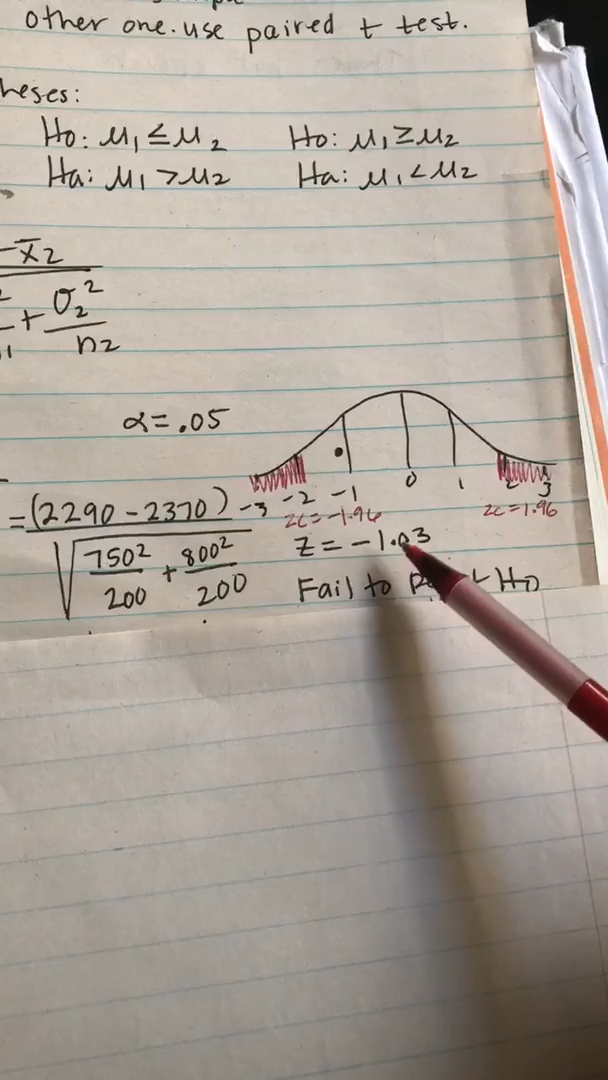 other one. use paired t test.
heses:
Ho: μ₁ ≤ μ₂ Ho: μ₁ ≥ μ₂
Ha: μ₁ > μ₂ Ha: μ₁ < μ₂
- x̄₂
+ σ₂²
n₂
α = .05
-3 -2 -1 0 1 2 3
zc = -1.96 zc = 1.96
= (2290 - 2370)
√ 750² / 200 + 800² / 200
z = -1.03
Fail to Ho